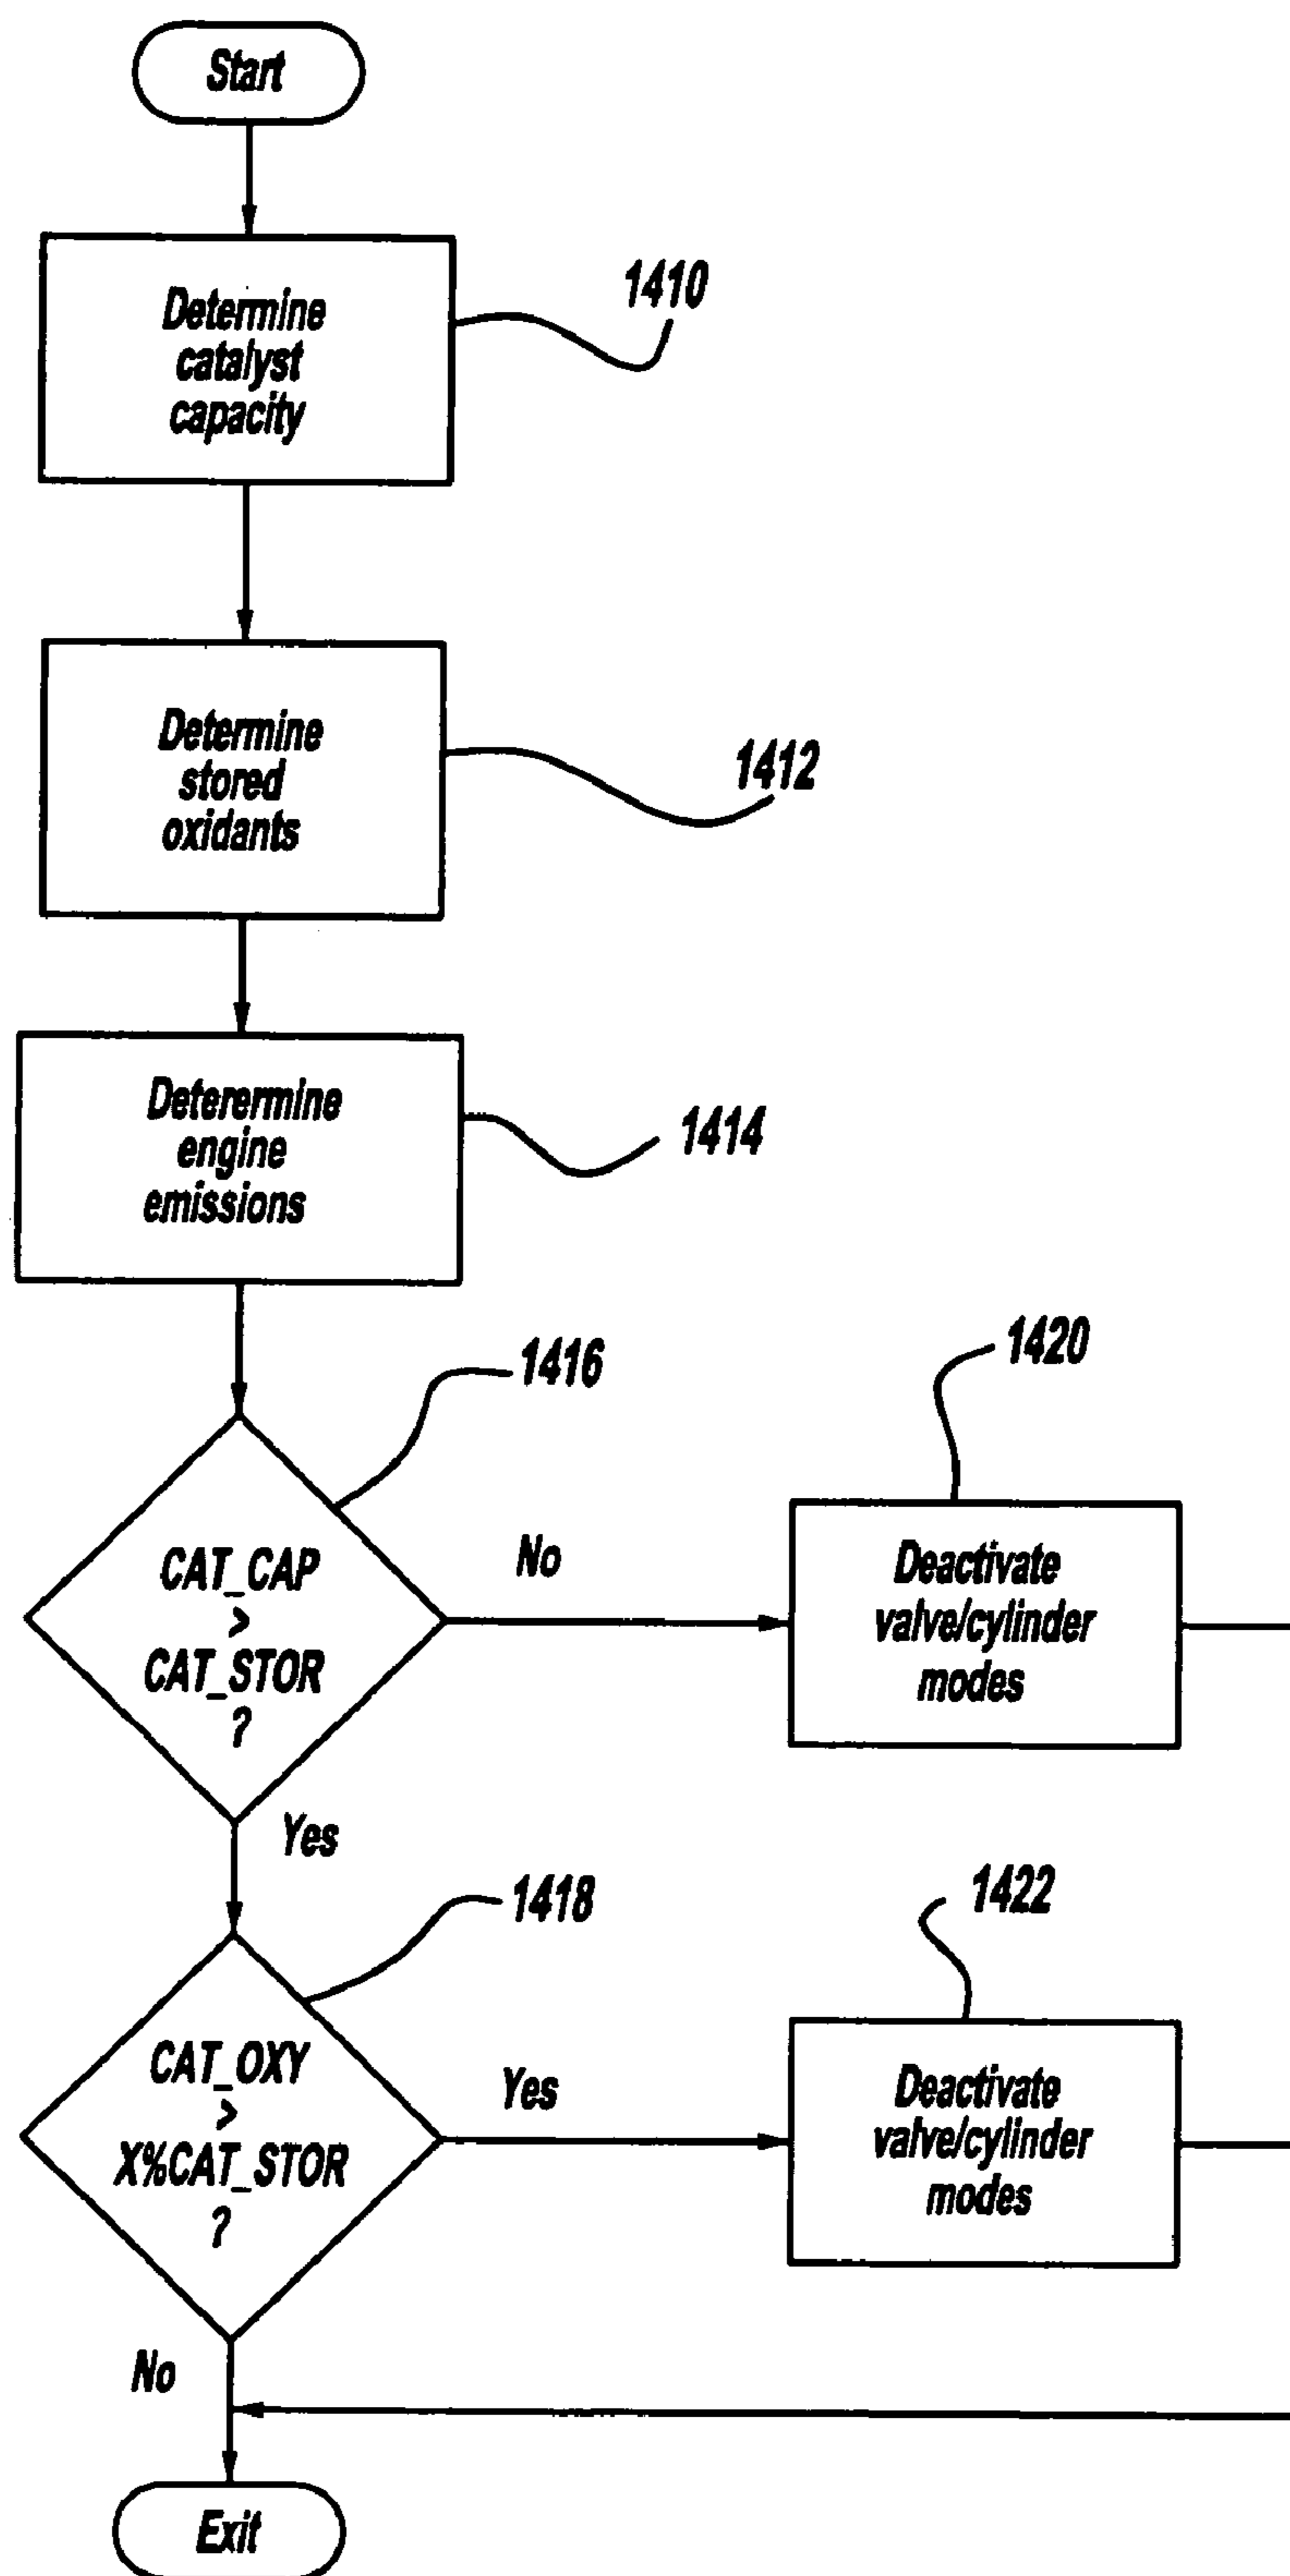 Start
Determine
catalyst
capacity
1410
Determine
stored
oxidants
1412
Deterermine
engine
emissions
1414
1416
CAT_CAP
>
CAT_STOR
?
No
1420
Deactivate
valve/cylinder
modes
Yes
1418
CAT_OXY
>
X%CAT_STOR
?
Yes
1422
Deactivate
valve/cylinder
modes
No
Exit